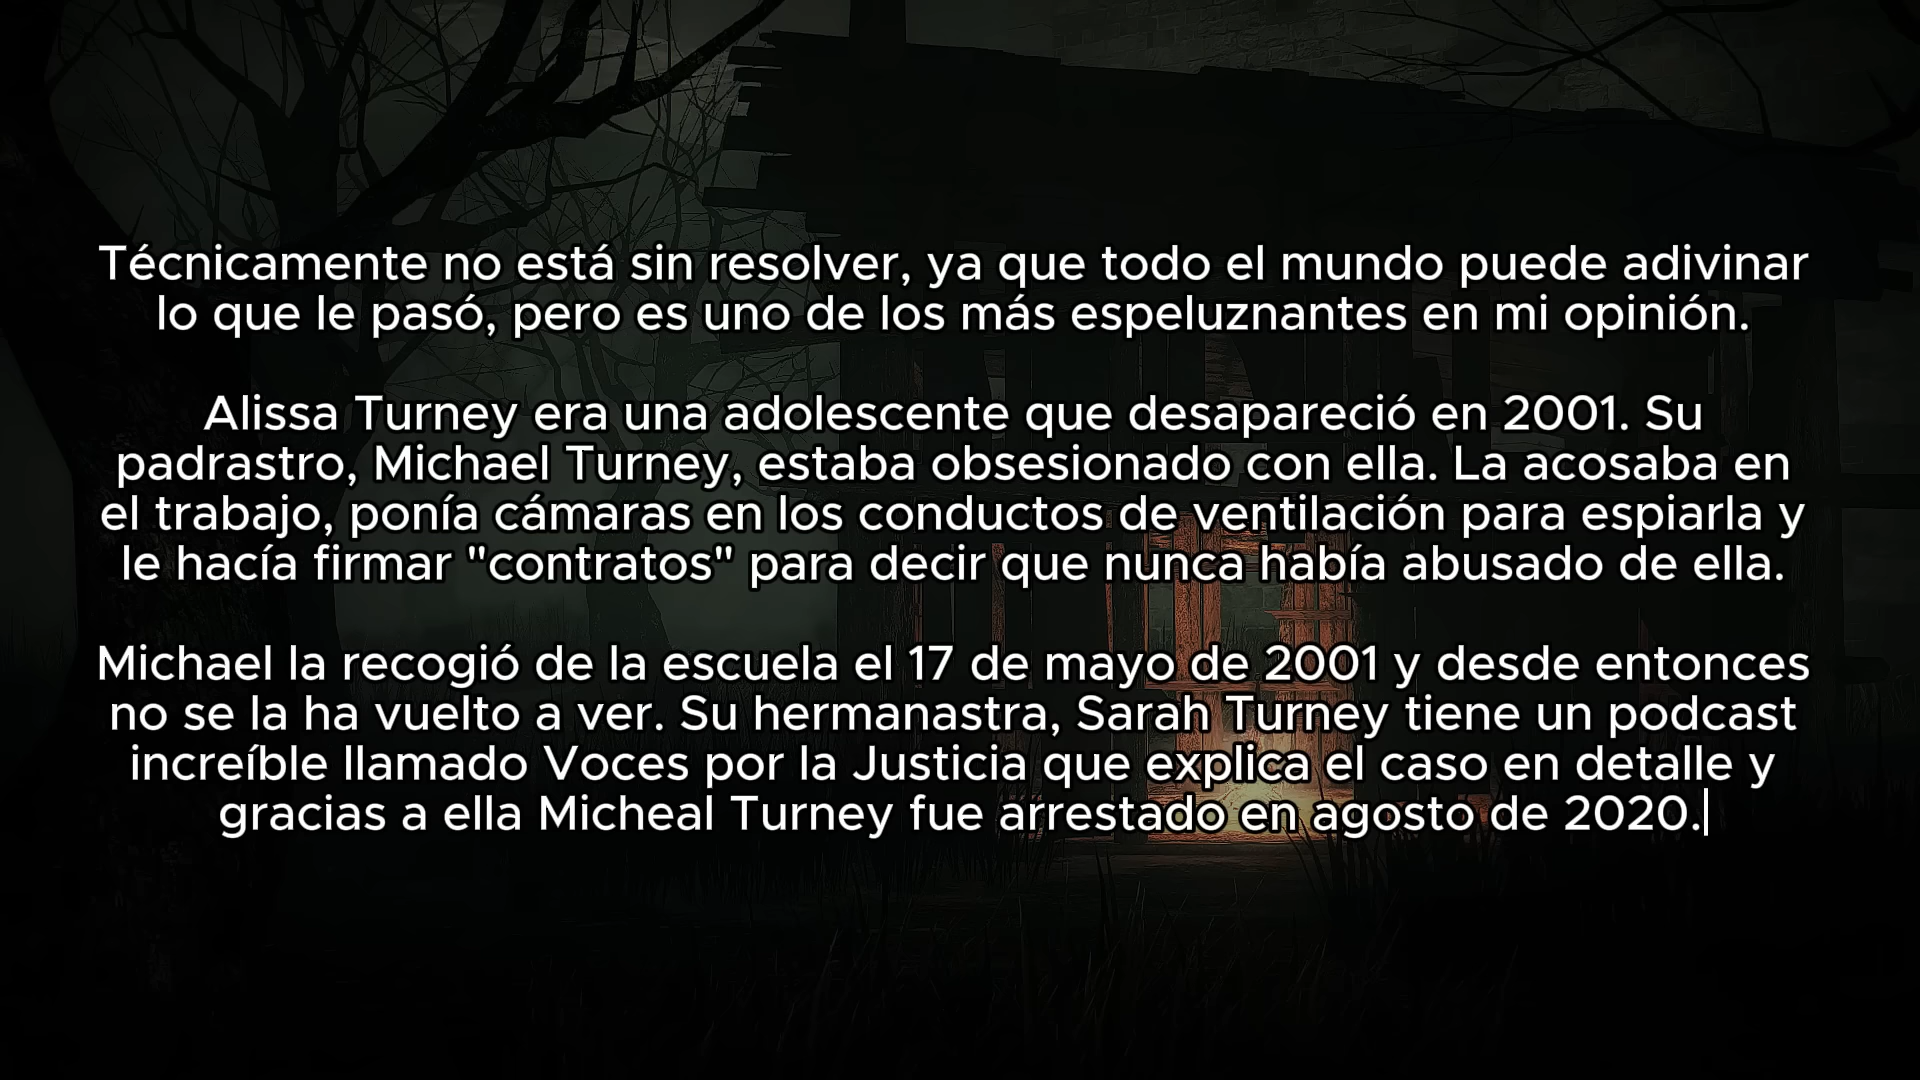 Técnicamente no está sin resolver, ya que todo el mundo puede adivinar
lo que le pasó, pero es uno de los más espeluznantes en mi opinión.
Alissa Turney era una adolescente que desapareció en 2001. Su
padrastro, Michael Turney, estaba obsesionado con ella. La acosaba en
el trabajo, ponía cámaras en los conductos de ventilación para espiarla y
le hacía firmar "contratos" para decir que nunca había abusado de ella.
Michael la recogió de la escuela el 17 de mayo de 2001 y desde entonces
no se la ha vuelto a ver. Su hermanastra, Sarah Turney tiene un podcast
increíble llamado Voces por la Justicia que explica el caso en detalle y
gracias a ella Micheal Turney fue arrestado en agosto de 2020.